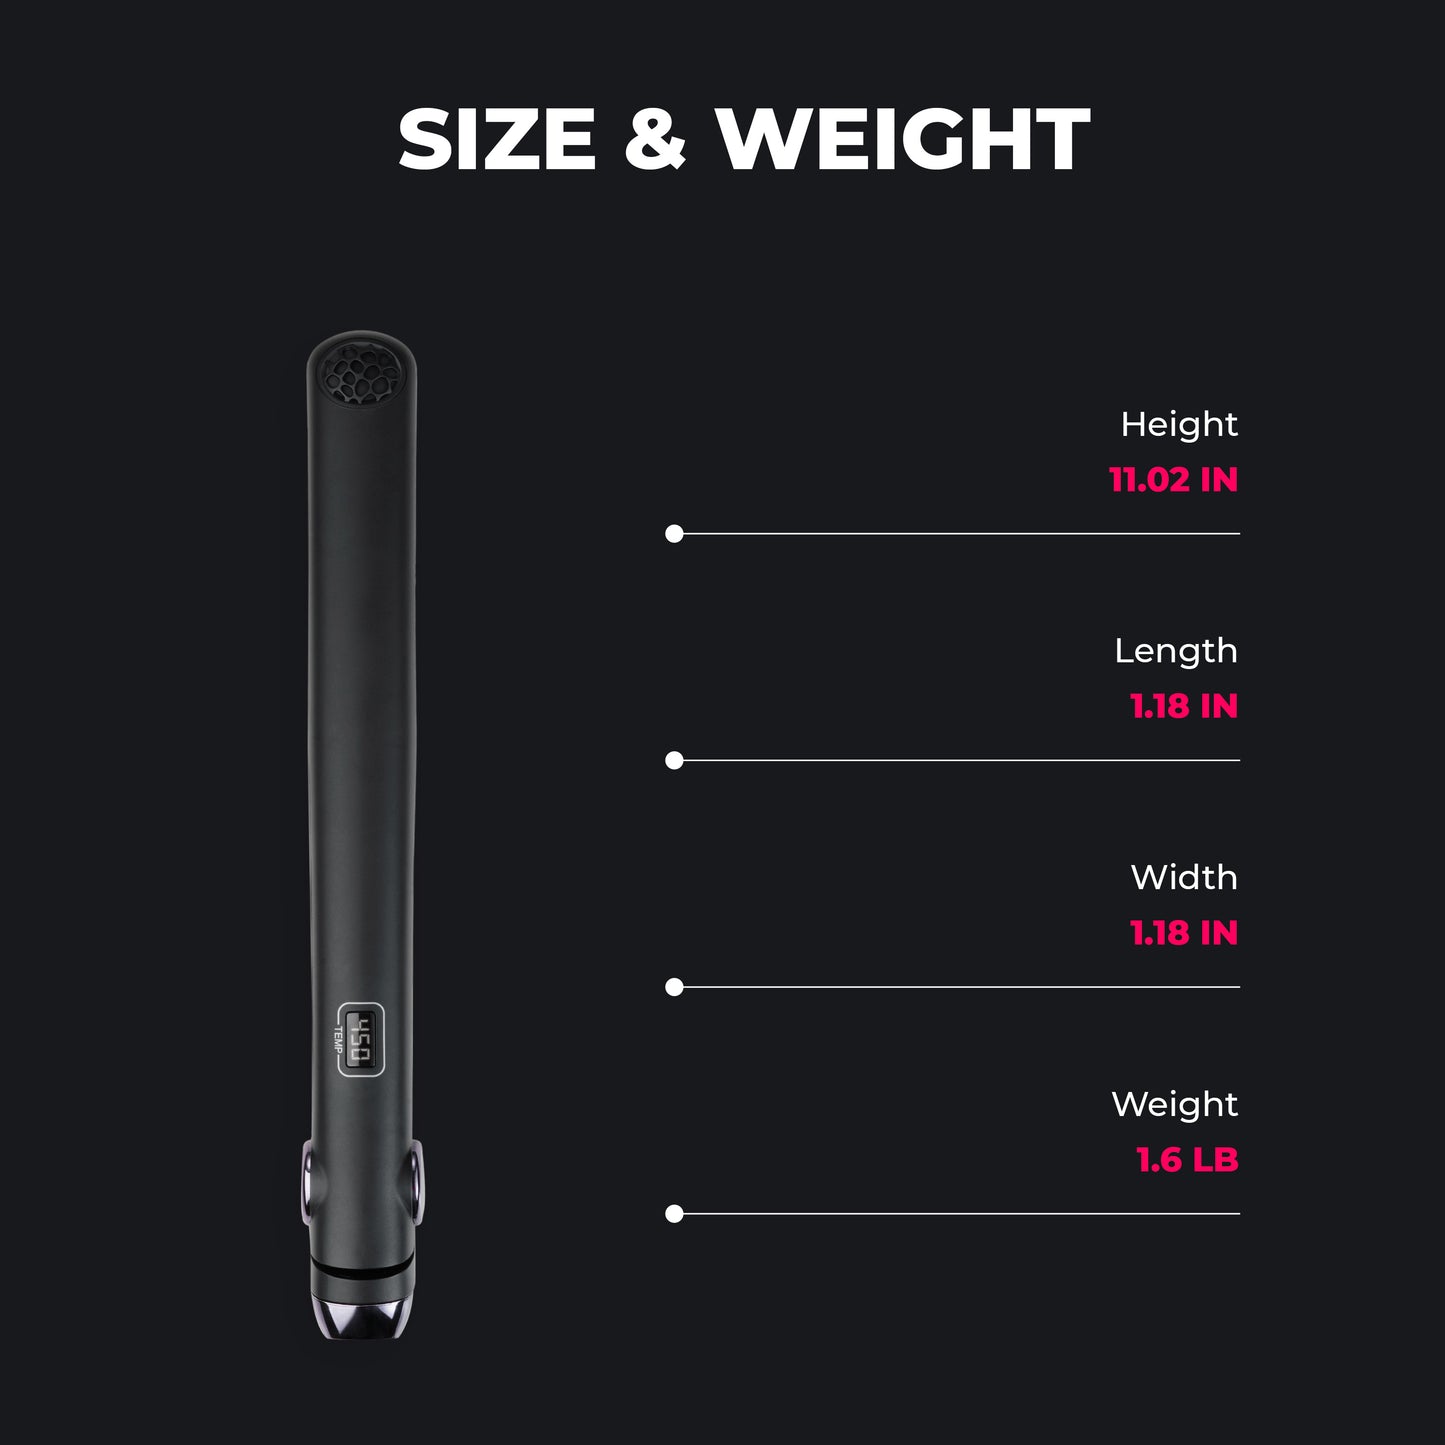 SIZE & WEIGHT
Height
11.02 IN
Length
1.18 IN
Width
1.18 IN
450
TEMP
Weight
1.6 LB